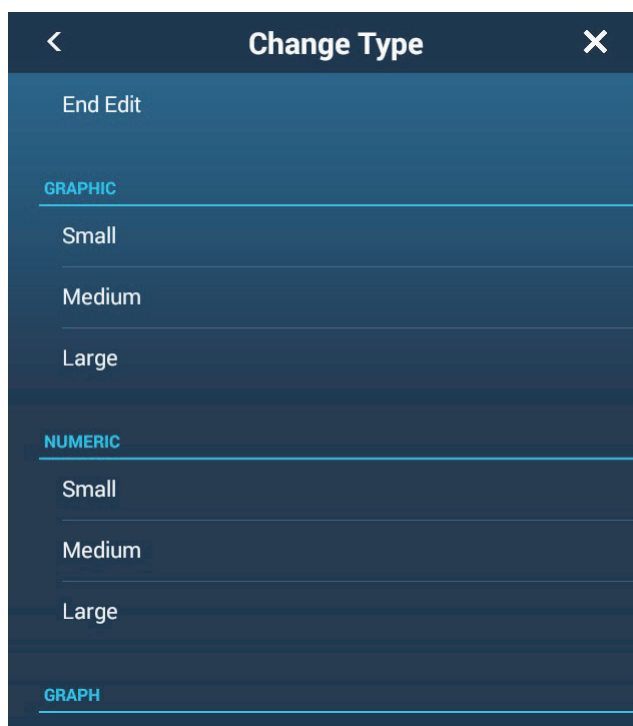 Change Type
End Edit
GRAPHIC
Small
Medium
Large
NUMERIC
Small
Medium
Large
GRAPH